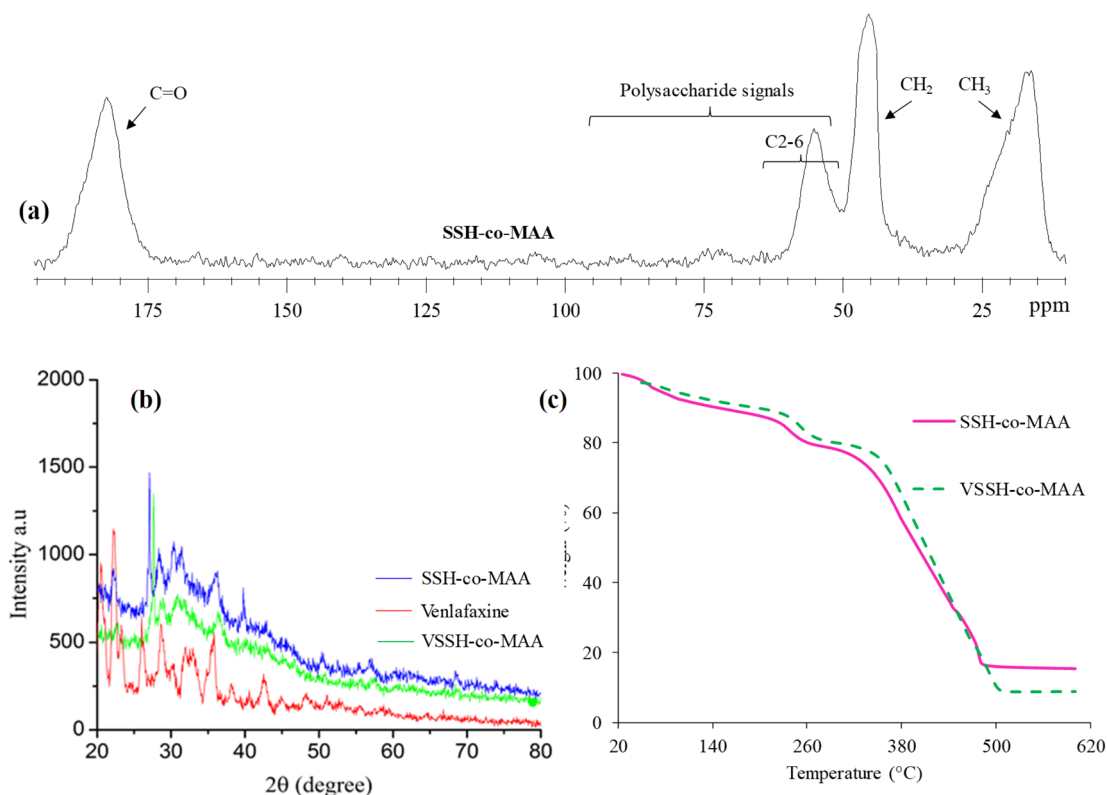 C=O
Polysaccharide signals
C2-6
CH₂
CH₃
(a)
SSH-co-MAA
175 150 125 100 75 50 25 ppm
(b)
Intensity a.u
2000
1500
1000
500
0
SSH-co-MAA
Venlafaxine
VSSH-co-MAA
20 30 40 50 60 70 80
2θ (degree)
(c)
100
80
60
40
20
0
SSH-co-MAA
VSSH-co-MAA
20 140 260 380 500 620
Temperature (°C)